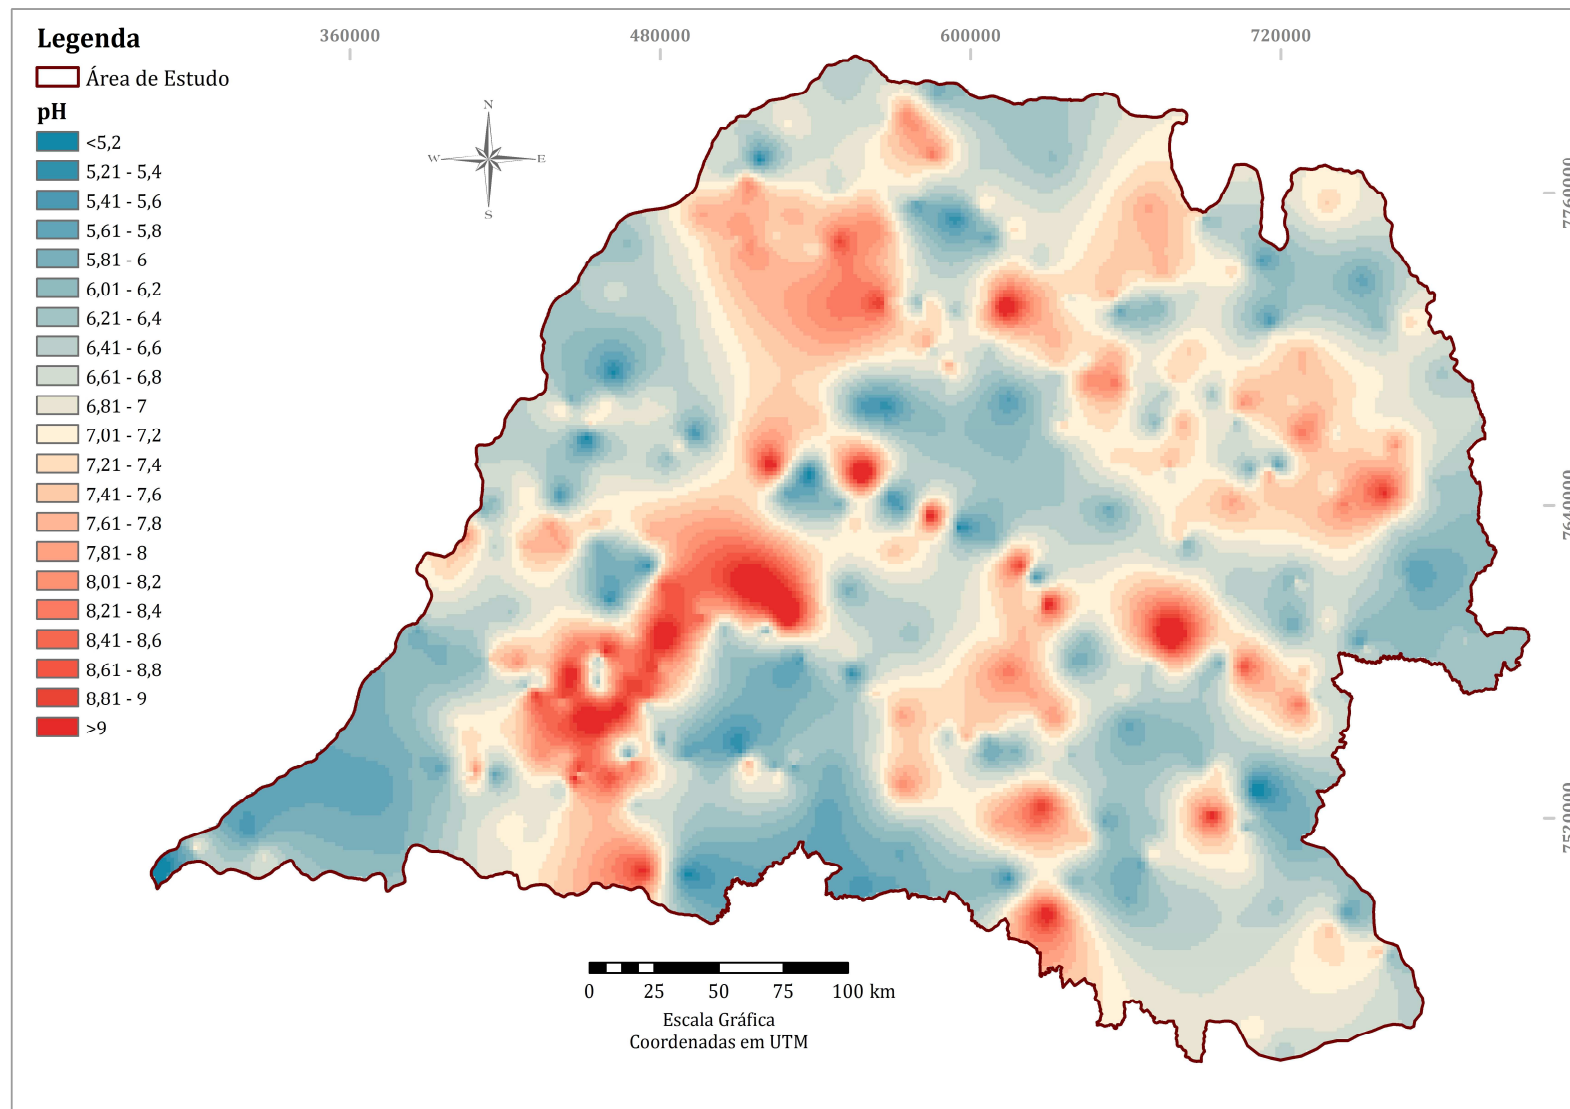 Legenda
Área de Estudo
pH
<5,2
5,21 - 5,4
5,41 - 5,6
5,61 - 5,8
5,81 - 6
6,01 - 6,2
6,21 - 6,4
6,41 - 6,6
6,61 - 6,8
6,81 - 7
7,01 - 7,2
7,21 - 7,4
7,41 - 7,6
7,61 - 7,8
7,81 - 8
8,01 - 8,2
8,21 - 8,4
8,41 - 8,6
8,61 - 8,8
8,81 - 9
>9
360000
480000
600000
720000
N
W
E
S
7760000
7640000
7520000
0 25 50 75 100 km
Escala Gráfica
Coordenadas em UTM